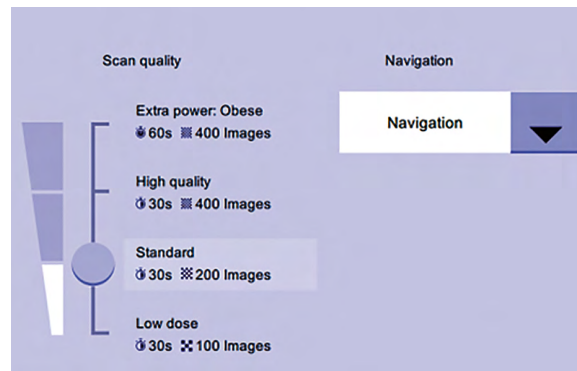 Scan quality
Navigation
Extra power: Obese
60s 400 Images
Navigation
High quality
30s 400 Images
Standard
30s 200 Images
Low dose
30s 100 Images